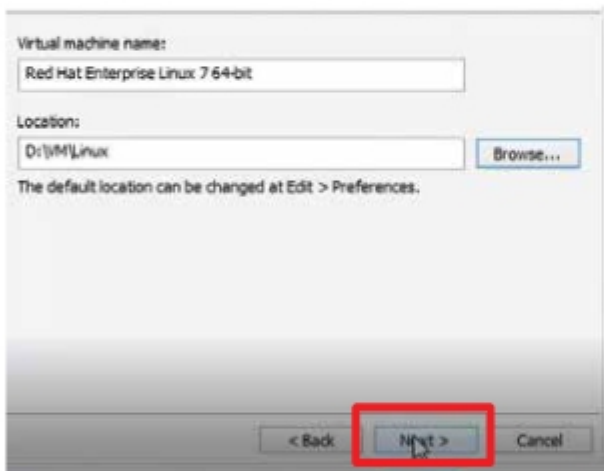 Virtual machine name:
Red Hat Enterprise Linux 7 64-bit
Location:
D:\VM\Linux
Browse...
The default location can be changed at Edit > Preferences.
< Back
Next >
Cancel